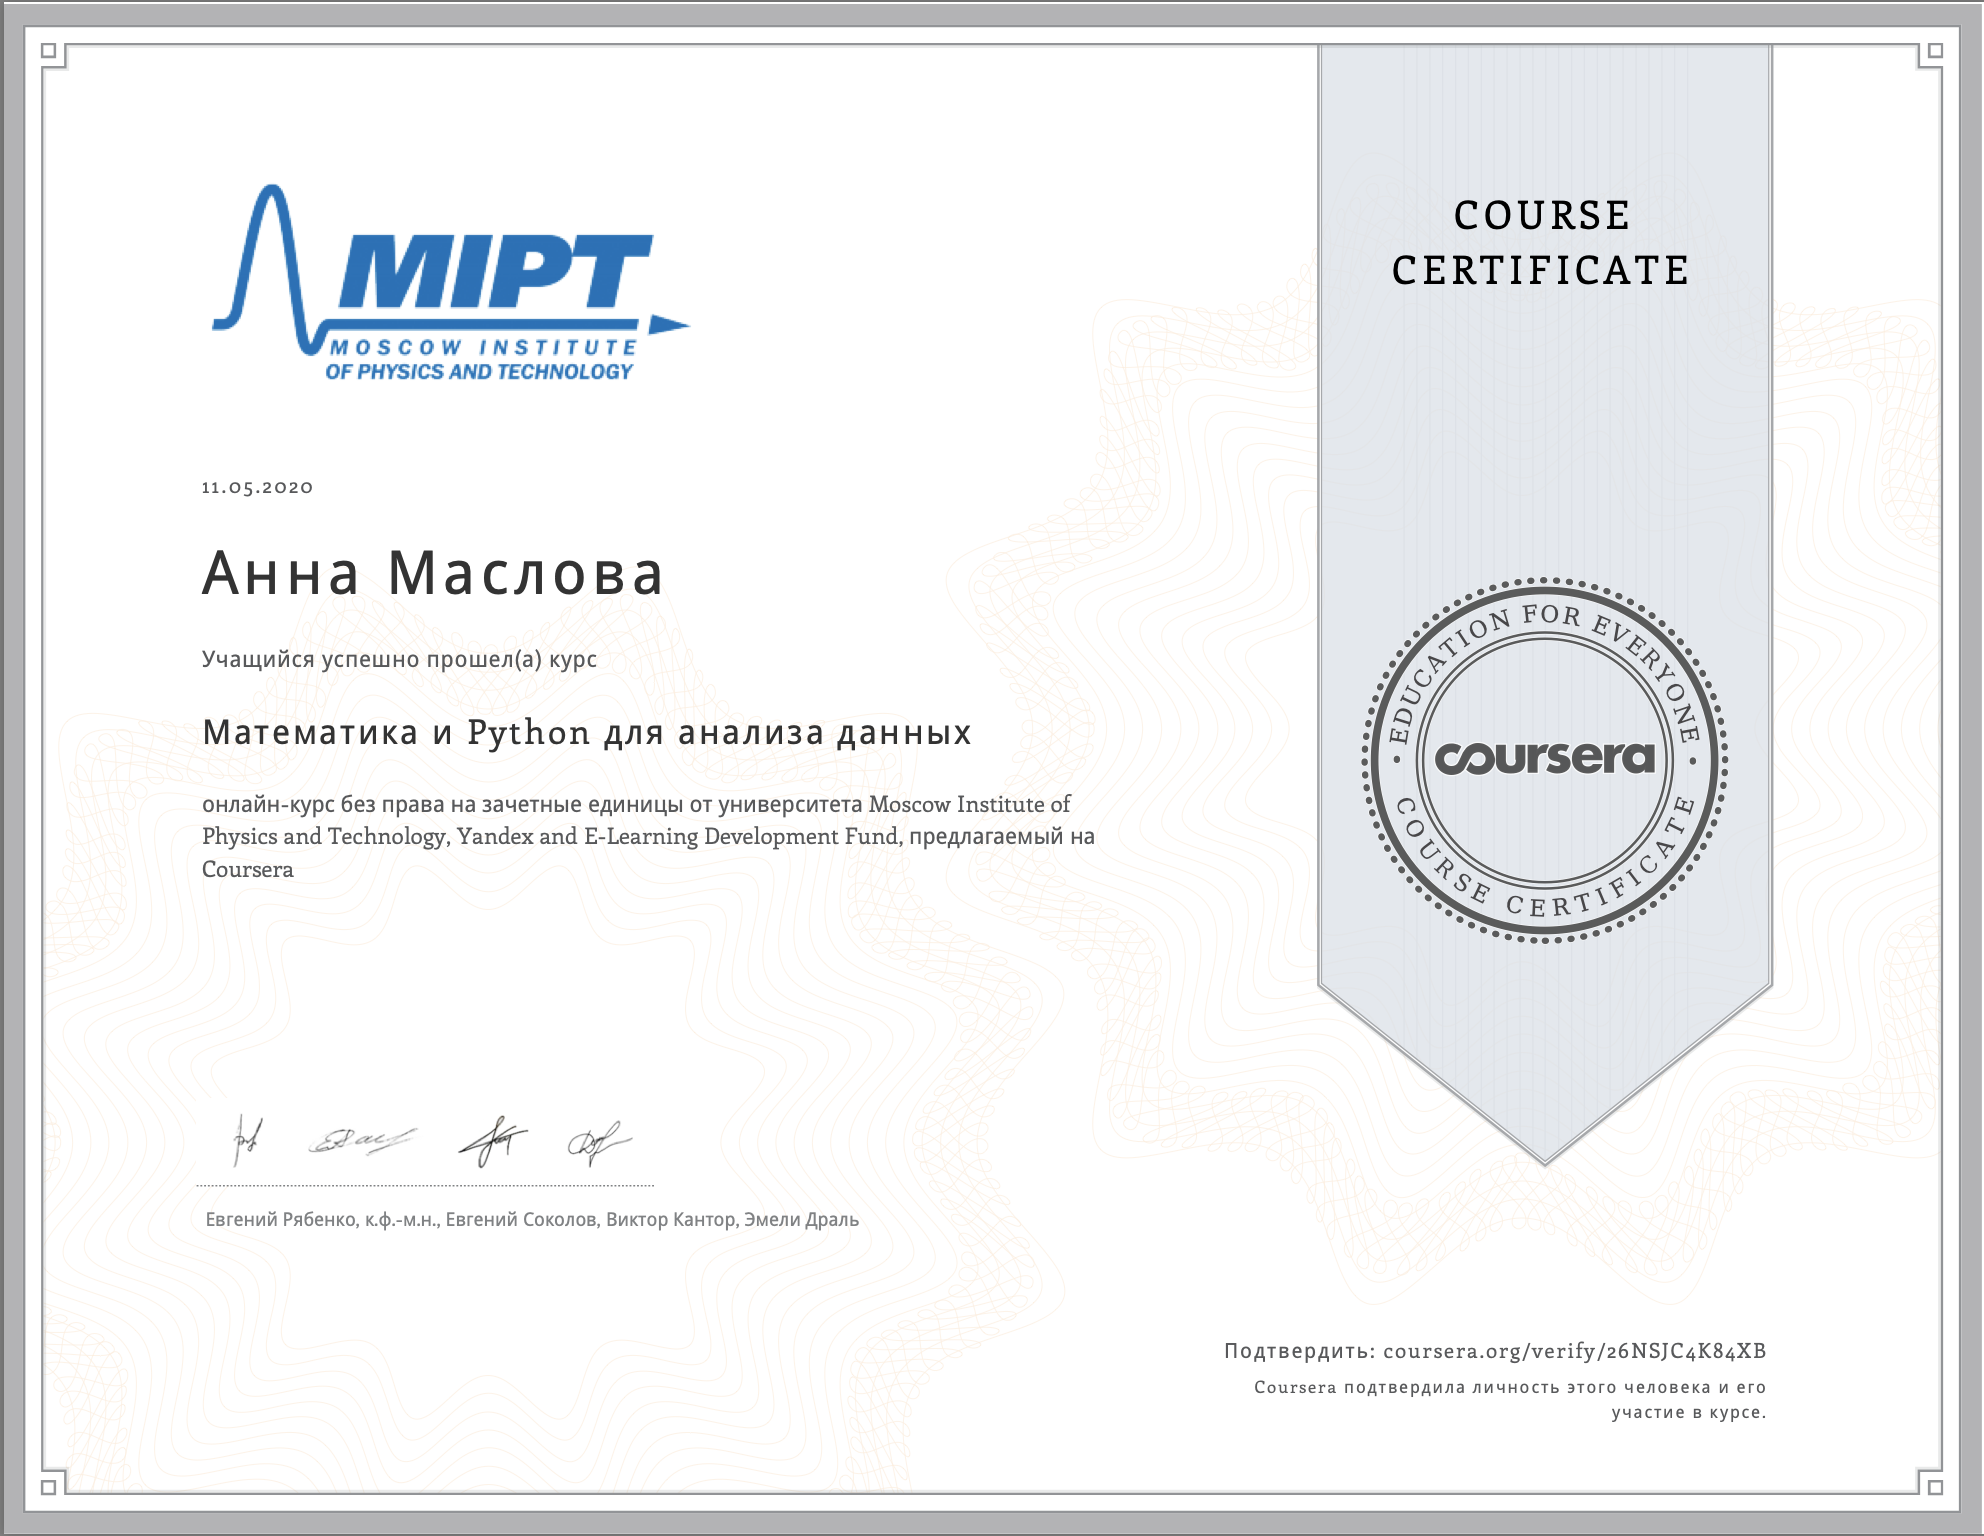 MIPT
MOSCOW INSTITUTE
OF PHYSICS AND TECHNOLOGY
11.05.2020
Анна Маслова
Учащийся успешно прошел(а) курс
Математика и Python для анализа данных
онлайн-курс без права на зачетные единицы от университета Moscow Institute of
Physics and Technology, Yandex and E-Learning Development Fund, предлагаемый на
Coursera
Евгений Рябенко, к.ф.-м.н., Евгений Соколов, Виктор Кантор, Эмели Драль
COURSE
CERTIFICATE
EDUCATION FOR EVERYONE
coursera
COURSE CERTIFICATE
Подтвердить: coursera.org/verify/26NSJC4K84XB
Coursera подтвердила личность этого человека и его
участие в курсе.